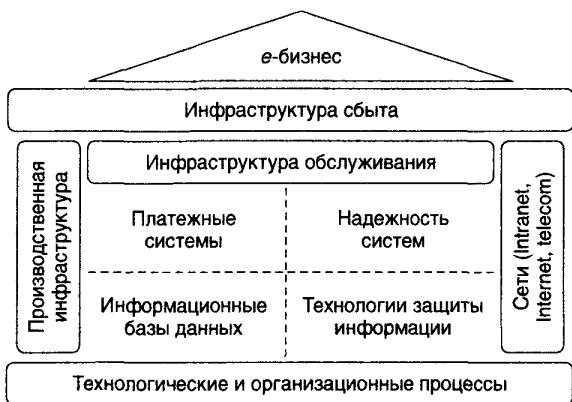 е-бизнес
Инфраструктура сбыта
Производственная
инфраструктура
Инфраструктура обслуживания
Платежные
системы
Надежность
систем
Информационные
базы данных
Технологии защиты
информации
Сети (Intranet,
Internet, telecom)
Технологические и организационные процессы